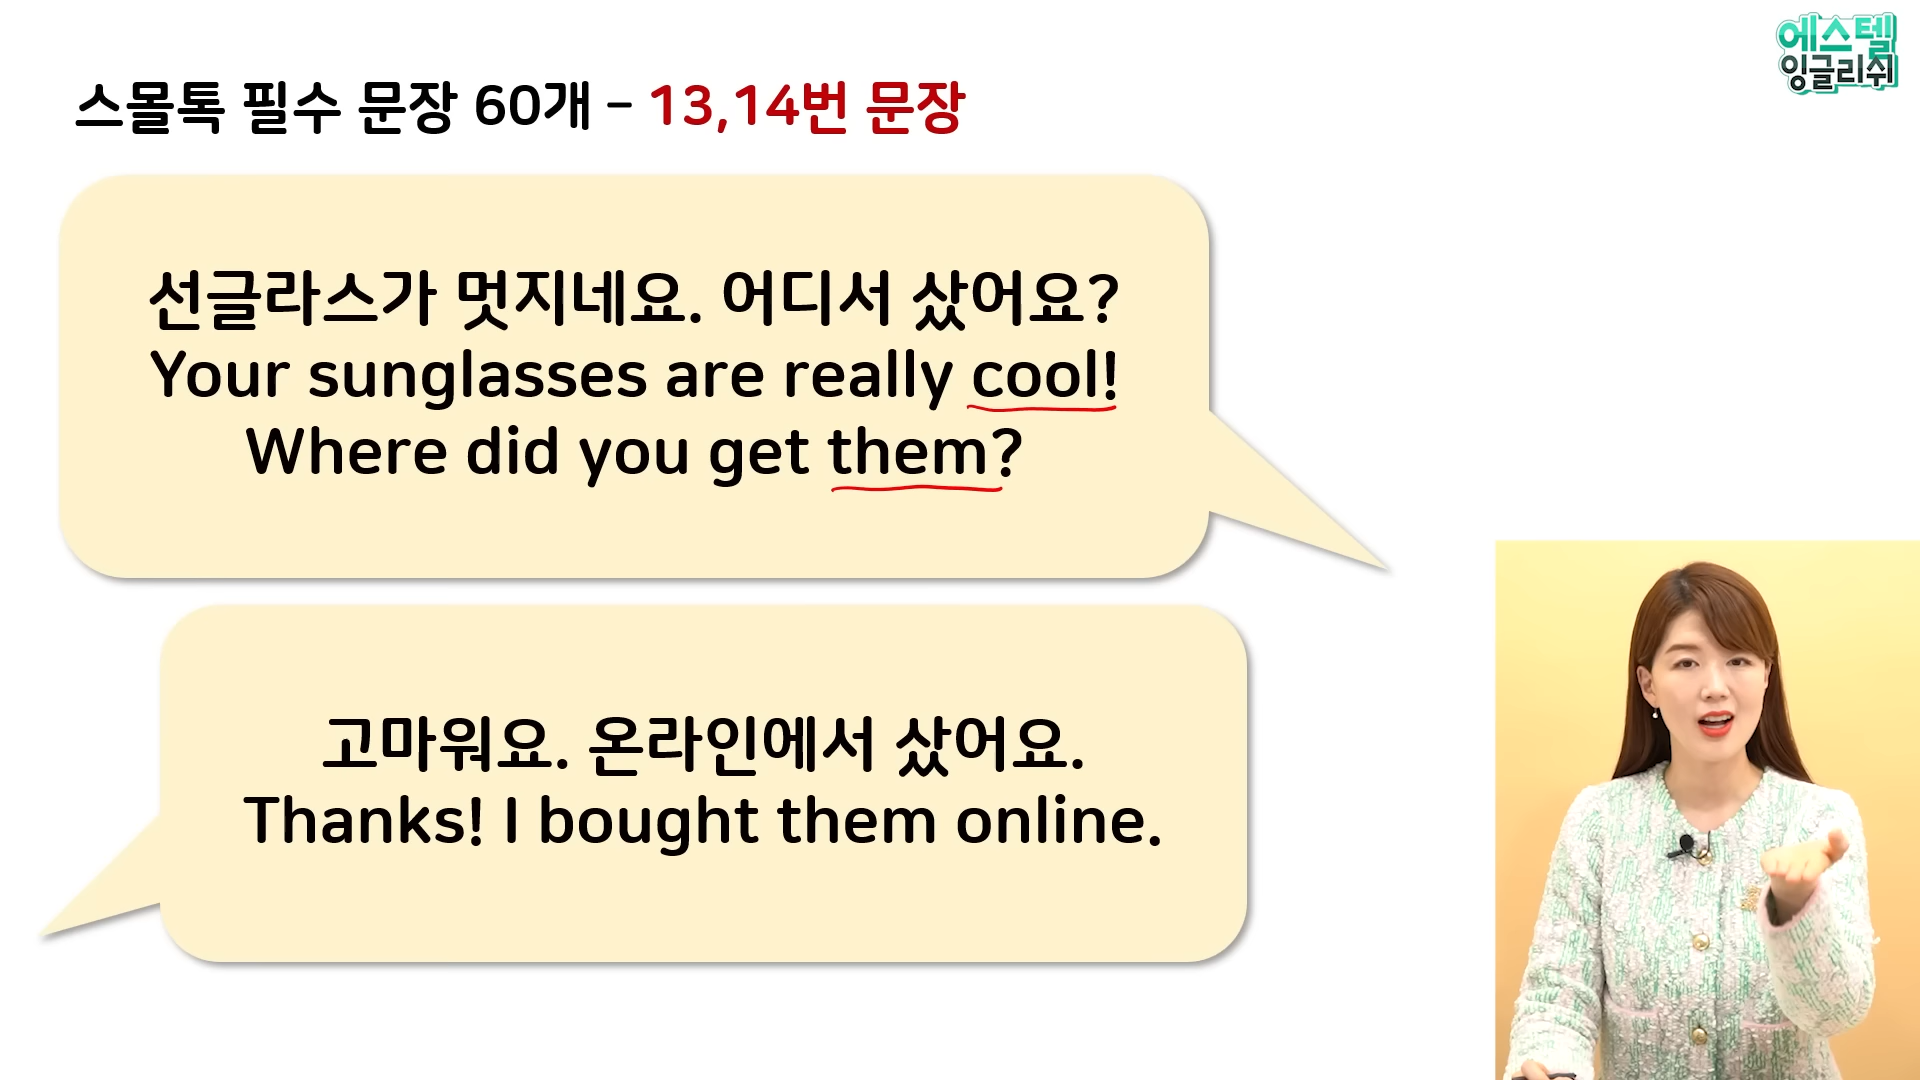 에스텔
잉글리쉬
스몰톡 필수 문장 60개 - 13,14번 문장
선글라스가 멋지네요. 어디서 샀어요?
Your sunglasses are really cool!
Where did you get them?
고마워요. 온라인에서 샀어요.
Thanks! I bought them online.